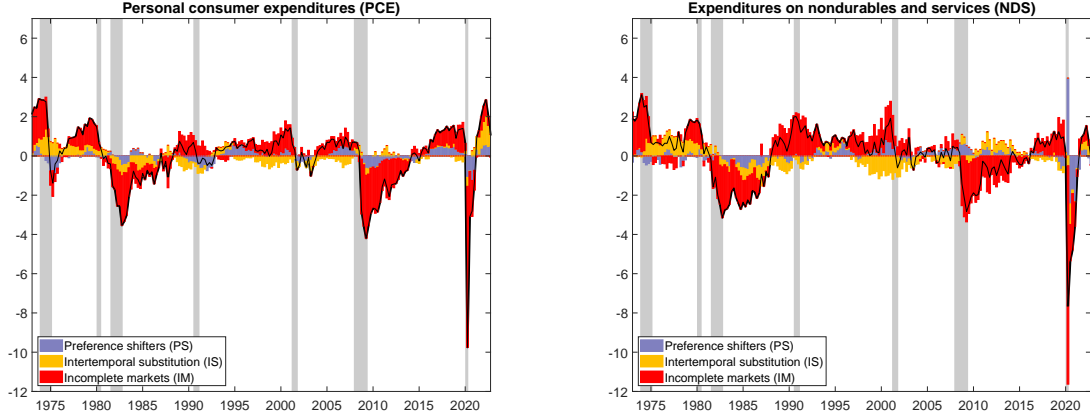 Personal consumer expenditures (PCE)
6
4
2
0
-2
-4
-6
-8
-10
-12
Preference shifters (PS)
Intertemporal substitution (IS)
Incomplete markets (IM)
1975 1980 1985 1990 1995 2000 2005 2010 2015 2020
Expenditures on nondurables and services (NDS)
6
4
2
0
-2
-4
-6
-8
-10
-12
Preference shifters (PS)
Intertemporal substitution (IS)
Incomplete markets (IM)
1975 1980 1985 1990 1995 2000 2005 2010 2015 2020